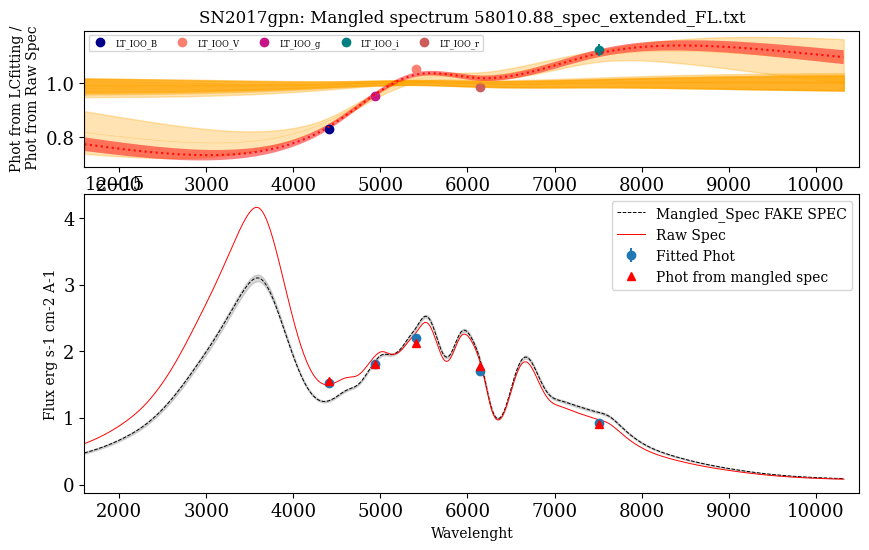 SN2017gpn: Mangled spectrum 58010.88_spec_extended_FL.txt
Phot from LCfitting /
Phot from Raw Spec
LT_IOO_B LT_IOO_V LT_IOO_g LT_IOO_i LT_IOO_r
1.0
0.8
2000 3000 4000 5000 6000 7000 8000 9000 10000
1e−15
Flux erg s-1 cm-2 A-1
Mangled_Spec FAKE SPEC
Raw Spec
Fitted Phot
Phot from mangled spec
4
3
2
1
0
2000 3000 4000 5000 6000 7000 8000 9000 10000
Wavelenght